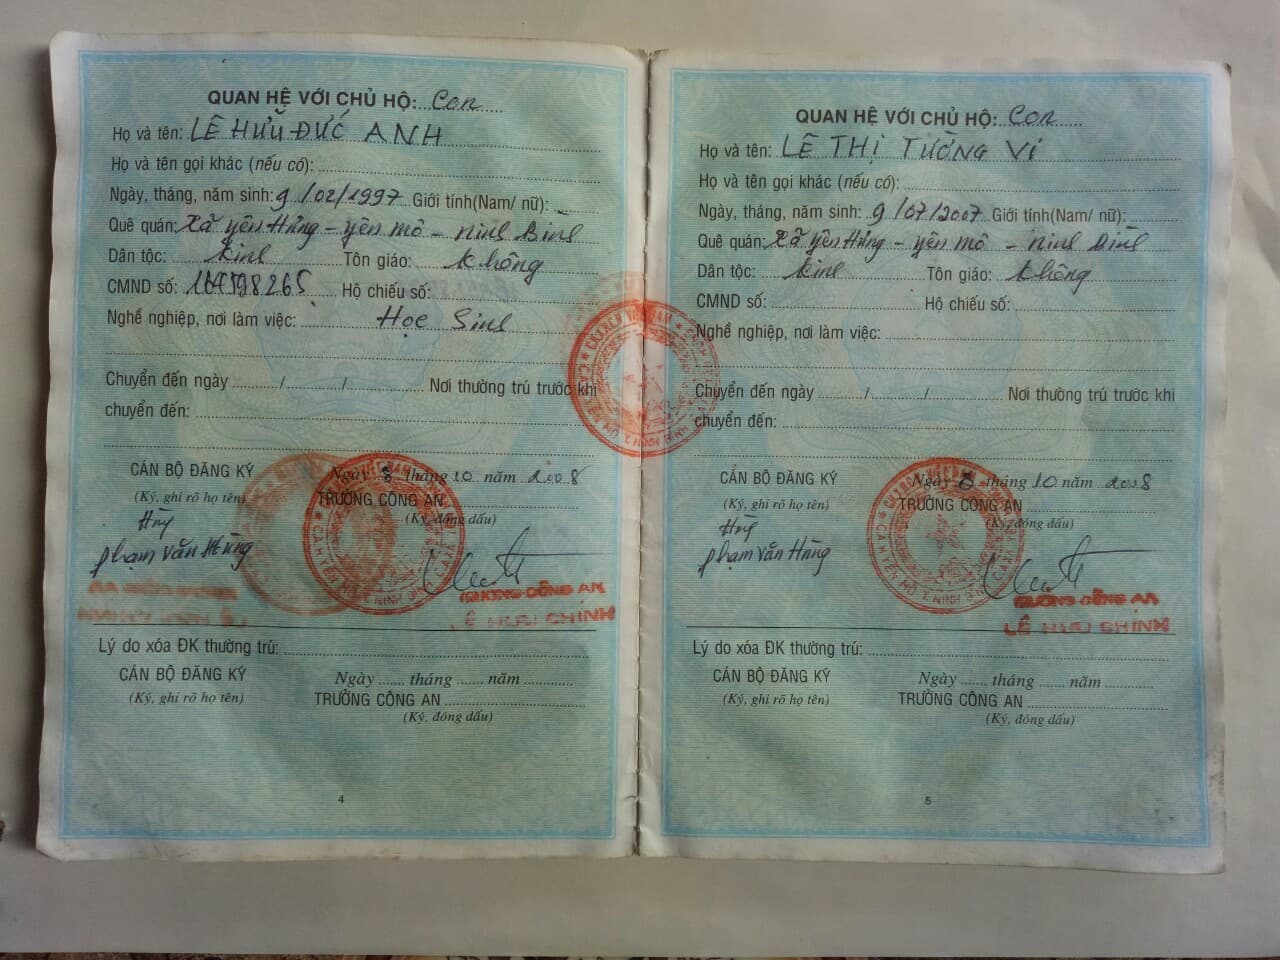 QUAN HỆ VỚI CHỦ HỘ: Con
Họ và tên: LÊ HỮU ĐỨC ANH
Họ và tên gọi khác (nếu có):
Ngày, tháng, năm sinh: 9/02/1997 Giới tính(Nam/ nữ):
Quê quán: Xã Yên Hưng - Yên Mô - Ninh Bình
Dân tộc: Kinh Tôn giáo: Không
CMND số: Hộ chiếu số:
Nghề nghiệp, nơi làm việc: Học Sinh
Chuyển đến ngày ......../......../........ Nơi thường trú trước khi
chuyển đến:
CÁN BỘ ĐĂNG KÝ Ngày 8 tháng 10 năm 2008
(Ký, ghi rõ họ tên) TRƯỞNG CÔNG AN
(Ký, đóng dấu)
Hùng
Phạm Văn Hùng
TRƯỞNG CÔNG AN
LÊ HỮU CHÍNH
Lý do xóa ĐK thường trú:
CÁN BỘ ĐĂNG KÝ Ngày ....... tháng ....... năm ............
(Ký, ghi rõ họ tên) TRƯỞNG CÔNG AN
(Ký, đóng dấu)
4
QUAN HỆ VỚI CHỦ HỘ: Con
Họ và tên: LÊ THỊ TƯỜNG VI
Họ và tên gọi khác (nếu có):
Ngày, tháng, năm sinh: 9/07/2007 Giới tính(Nam/ nữ):
Quê quán: Xã Yên Hưng - Yên Mô - Ninh Bình
Dân tộc: Kinh Tôn giáo: Không
CMND số: Hộ chiếu số:
Nghề nghiệp, nơi làm việc:
Chuyển đến ngày ......../......../........ Nơi thường trú trước khi
chuyển đến:
CÁN BỘ ĐĂNG KÝ Ngày 8 tháng 10 năm 2008
(Ký, ghi rõ họ tên) TRƯỞNG CÔNG AN
(Ký, đóng dấu)
Hùng
Phạm Văn Hùng
TRƯỞNG CÔNG AN
LÊ HỮU CHÍNH
Lý do xóa ĐK thường trú:
CÁN BỘ ĐĂNG KÝ Ngày ....... tháng ....... năm ............
(Ký, ghi rõ họ tên) TRƯỞNG CÔNG AN
(Ký, đóng dấu)
5